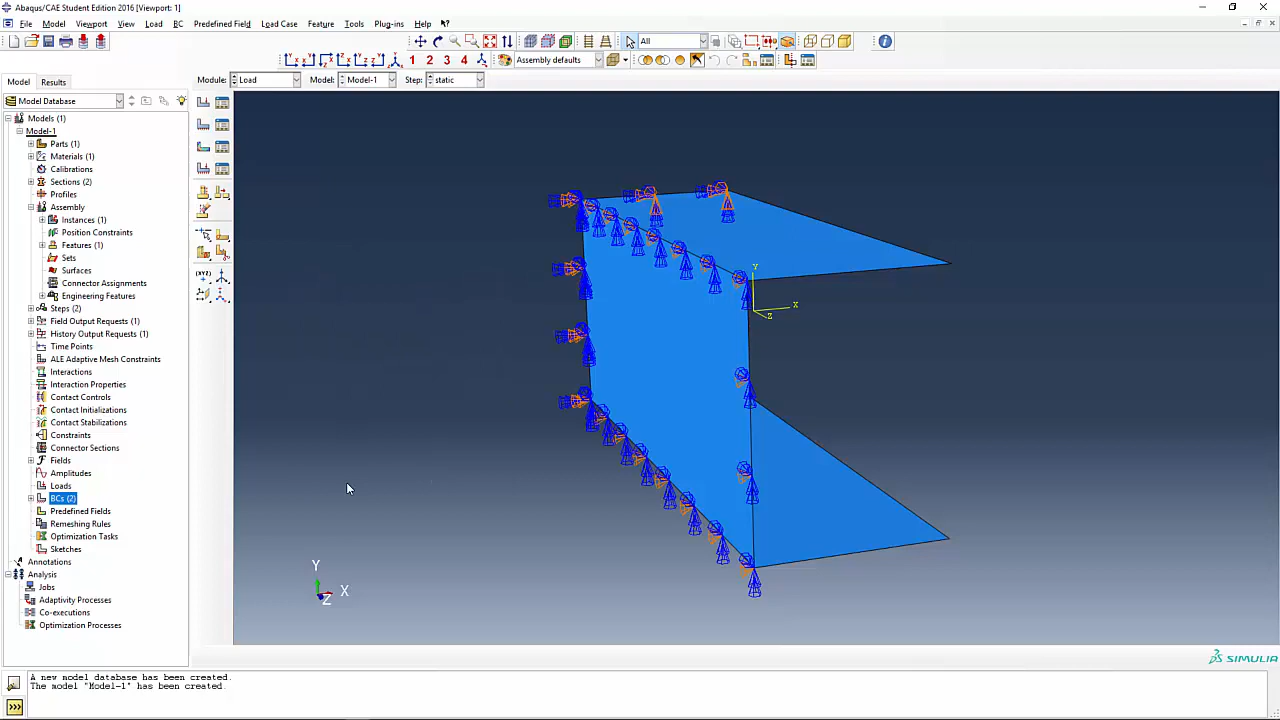 Abaqus/CAE Student Edition 2016 [Viewport: 1]
File Model Viewport View Load BC Predefined Field Load Case Feature Tools Plug-ins Help
All
1 2 3 4 Assembly defaults
Model Results Module: Load Model: Model-1 Step: static
Model Database
Models (1)
Model-1
Parts (1)
Materials (1)
Calibrations
Sections (2)
Profiles
Assembly
Instances (1)
Position Constraints
Features (1)
Sets
Surfaces
Connector Assignments
Engineering Features
Steps (2)
Field Output Requests (1)
History Output Requests (1)
Time Points
ALE Adaptive Mesh Constraints
Interactions
Interaction Properties
Contact Controls
Contact Initializations
Contact Stabilizations
Constraints
Connector Sections
Fields
Amplitudes
Loads
BCs (2)
Predefined Fields
Remeshing Rules
Optimization Tasks
Sketches
Annotations
Analysis
Jobs
Adaptivity Processes
Co-executions
Optimization Processes
(XYZ)
Y
X
Z
Y
X
Z
SIMULIA
A new model database has been created.
The model "Model-1" has been created.
>>>